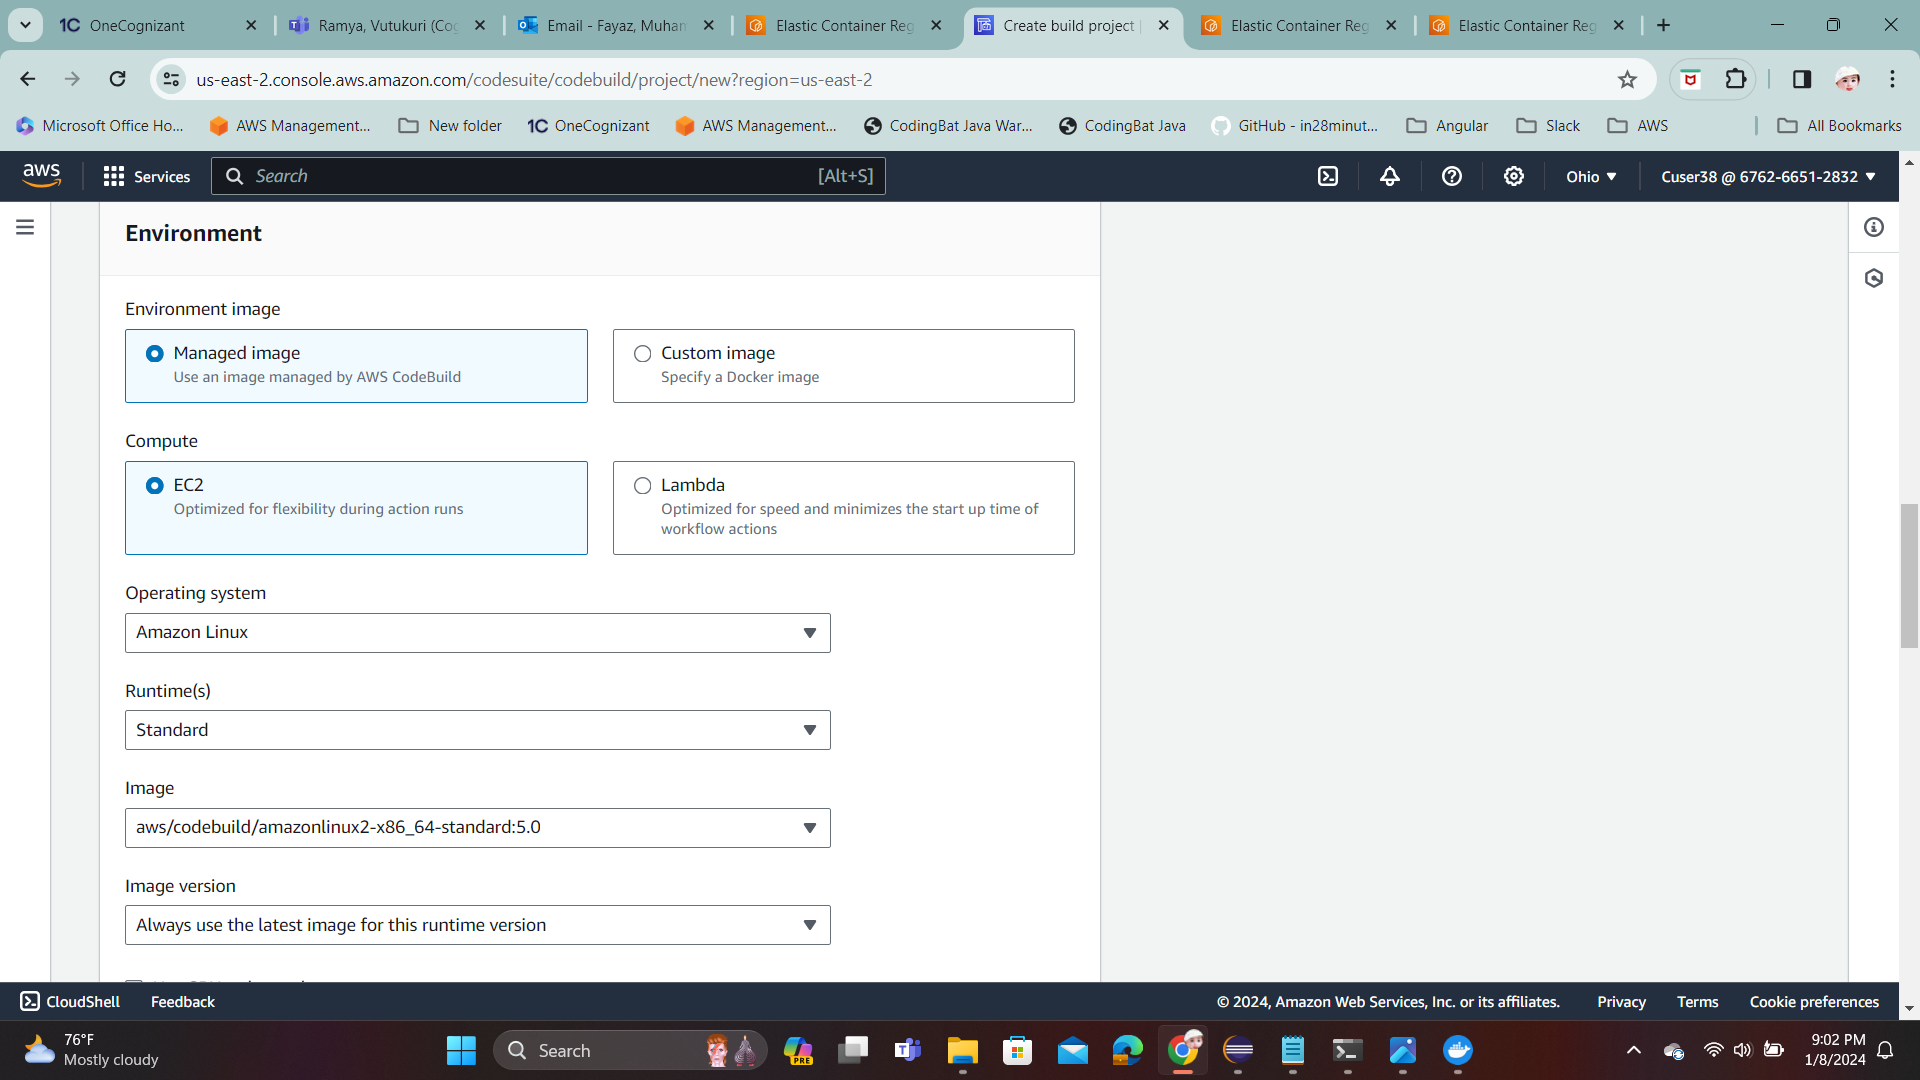 OneCognizant
Ramya, Vutukuri (Cog
Email - Fayaz, Muham
Elastic Container Reg
Create build project |
Elastic Container Reg
Elastic Container Reg
us-east-2.console.aws.amazon.com/codesuite/codebuild/project/new?region=us-east-2
Microsoft Office Ho...
AWS Management...
New folder
1C OneCognizant
AWS Management...
CodingBat Java War...
CodingBat Java
GitHub - in28minut...
Angular
Slack
AWS
All Bookmarks
aws
Services
Search
[Alt+S]
Ohio
Cuser38 @ 6762-6651-2832
Environment
Environment image
Managed image
Use an image managed by AWS CodeBuild
Custom image
Specify a Docker image
Compute
EC2
Optimized for flexibility during action runs
Lambda
Optimized for speed and minimizes the start up time of
workflow actions
Operating system
Amazon Linux
Runtime(s)
Standard
Image
aws/codebuild/amazonlinux2-x86_64-standard:5.0
Image version
Always use the latest image for this runtime version
CloudShell
Feedback
© 2024, Amazon Web Services, Inc. or its affiliates.
Privacy
Terms
Cookie preferences
76°F
Mostly cloudy
Search
PRE
9:02 PM
1/8/2024